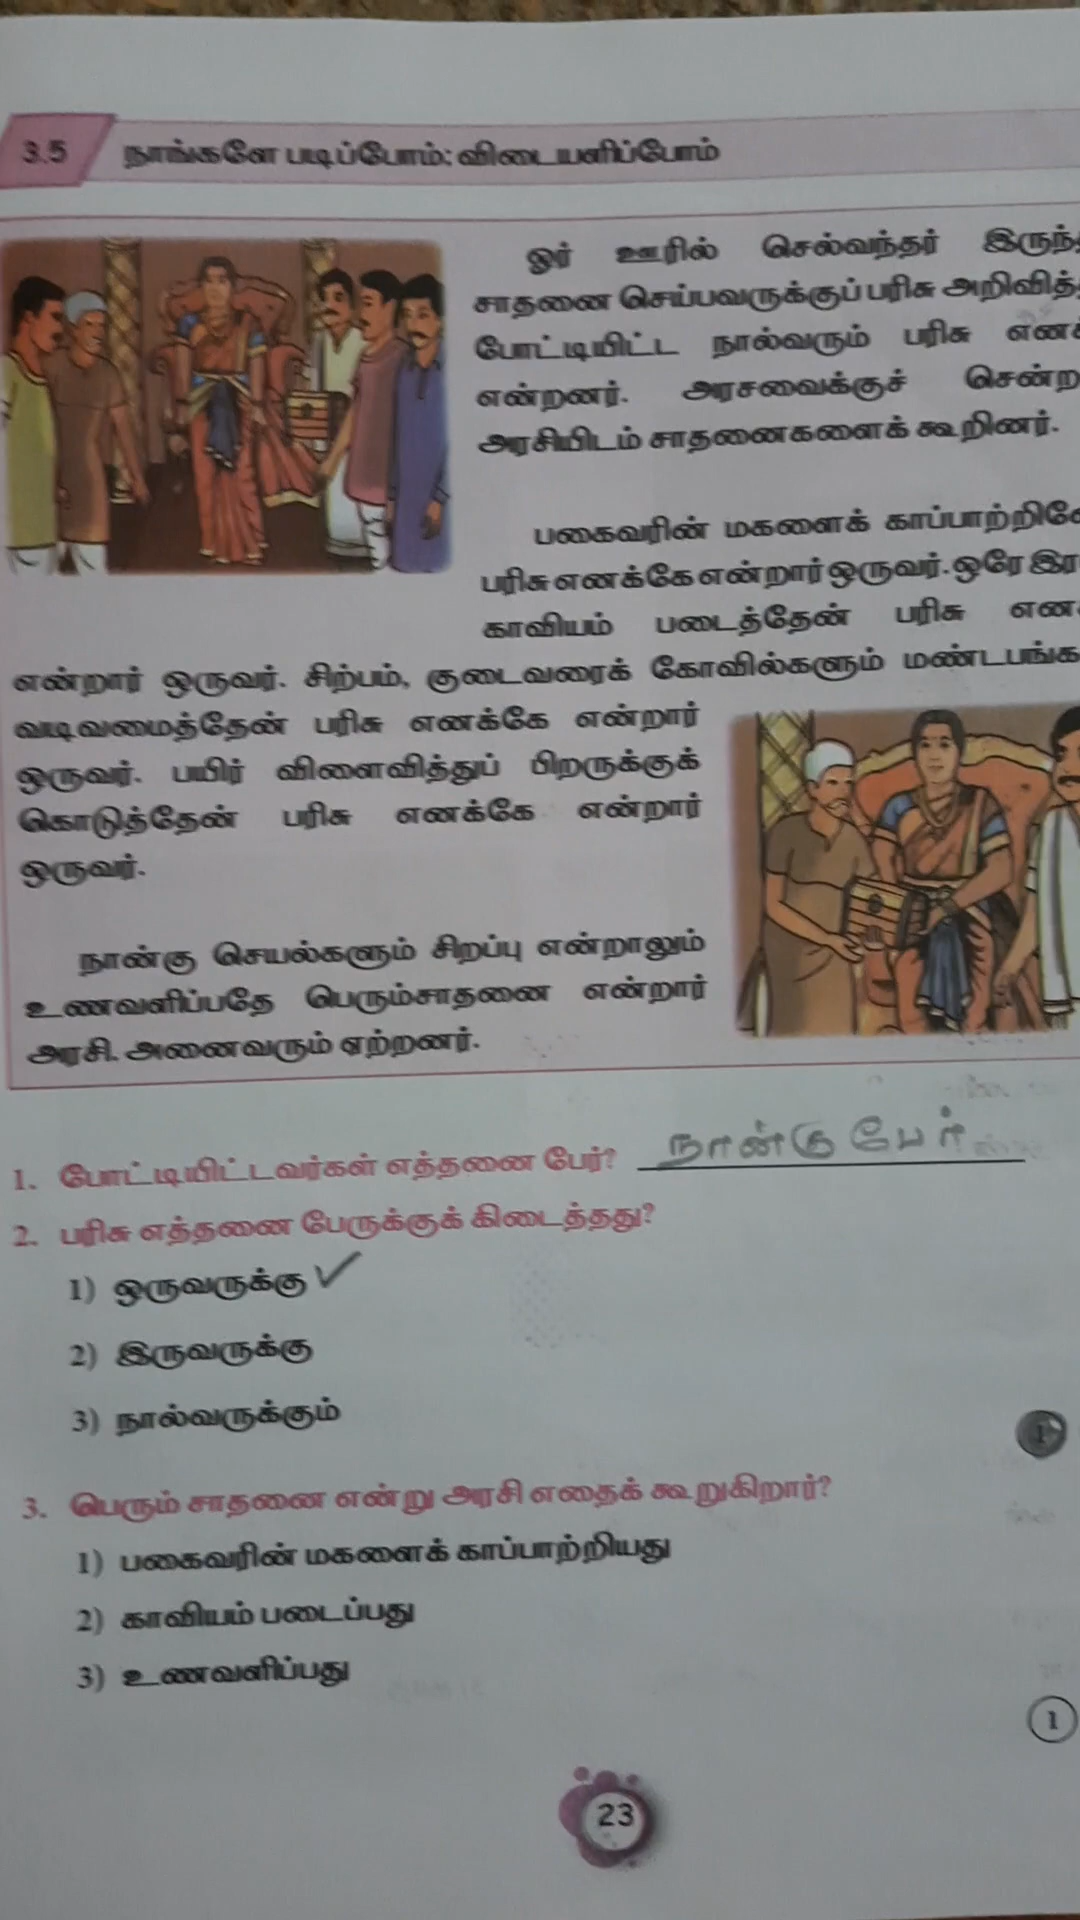 3.5 நாங்களே படிப்போம்; விடையளிப்போம்
ஓர் ஊரில் செல்வந்தர்
சாதனை செய்பவருக்குப் பரிசு
போட்டியிட்ட நால்வரும் பரிசு
என்றனர். அரசவைக்குச்
அரசியிடம் சாதனைகளைக் கூறினர்.
பகைவரின் மகளைக்
பரிசு எனக்கே என்றார் ஒருவர். ஒரே
காவியம் படைத்தேன் பரிசு
என்றார் ஒருவர். சிற்பம், குடைவரைக் கோவில்களும்
வடிவமைத்தேன் பரிசு எனக்கே என்றார்
ஒருவர். பயிர் விளைவித்துப் பிறருக்குக்
கொடுத்தேன் பரிசு எனக்கே என்றார்
ஒருவர்.
நான்கு செயல்களும் சிறப்பு என்றாலும்
உணவளிப்பதே பெரும்சாதனை என்றார்
அரசி. அனைவரும் ஏற்றனர்.
1. போட்டியிட்டவர்கள் எத்தனை பேர்? நான்கு பேர்
2. பரிசு எத்தனை பேருக்குக் கிடைத்தது?
1) ஒருவருக்கு ✓
2) இருவருக்கு
3) நால்வருக்கும்
1
3. பெரும் சாதனை என்று அரசி எதைக் கூறுகிறார்?
1) பகைவரின் மகளைக் காப்பாற்றியது
2) காவியம் படைப்பது
3) உணவளிப்பது
1
23